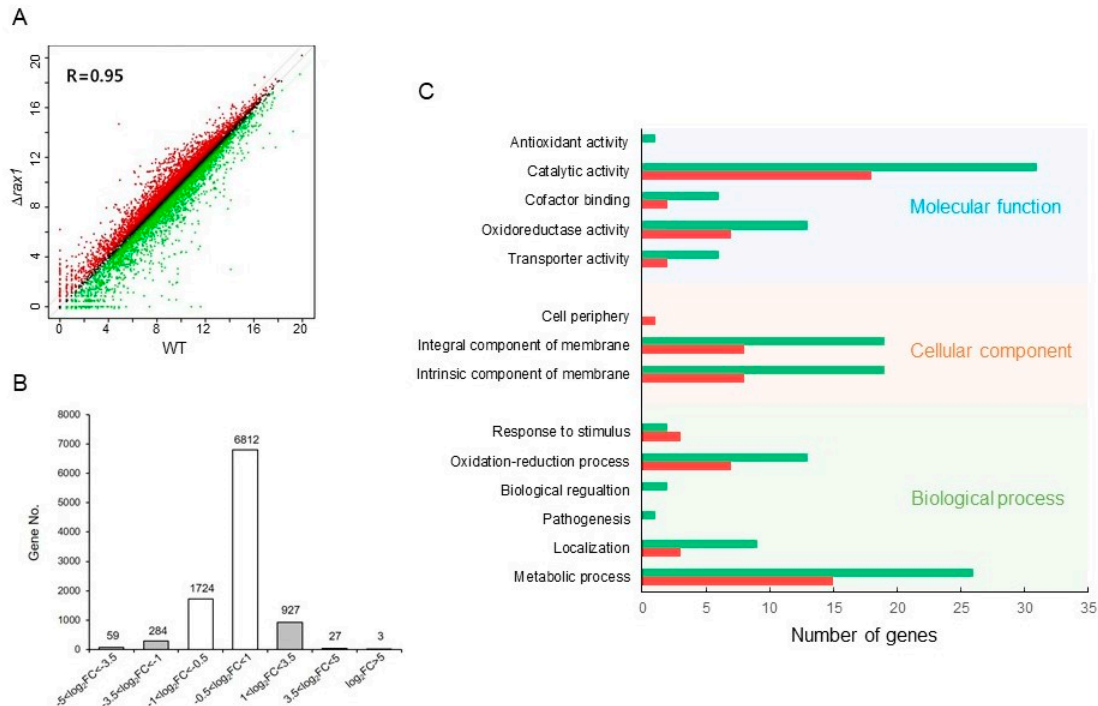 A
R=0.95
20
16
12
8
4
0
Δrax1
0 4 8 12 16 20
WT
B
8000
7000
6000
5000
4000
3000
2000
1000
0
Gene No.
59
284
1724
6812
927
27
3
-5<log₂FC<-3.5
-3.5<log₂FC<-1
-1<log₂FC<-0.5
-0.5<log₂FC<1
1<log₂FC<3.5
3.5<log₂FC<5
log₂FC>5
C
Antioxidant activity
Catalytic activity
Cofactor binding
Oxidoreductase activity
Transporter activity
Molecular function
Cell periphery
Integral component of membrane
Intrinsic component of membrane
Cellular component
Response to stimulus
Oxidation-reduction process
Biological regualtion
Pathogenesis
Localization
Metabolic process
Biological process
0 5 10 15 20 25 30 35
Number of genes